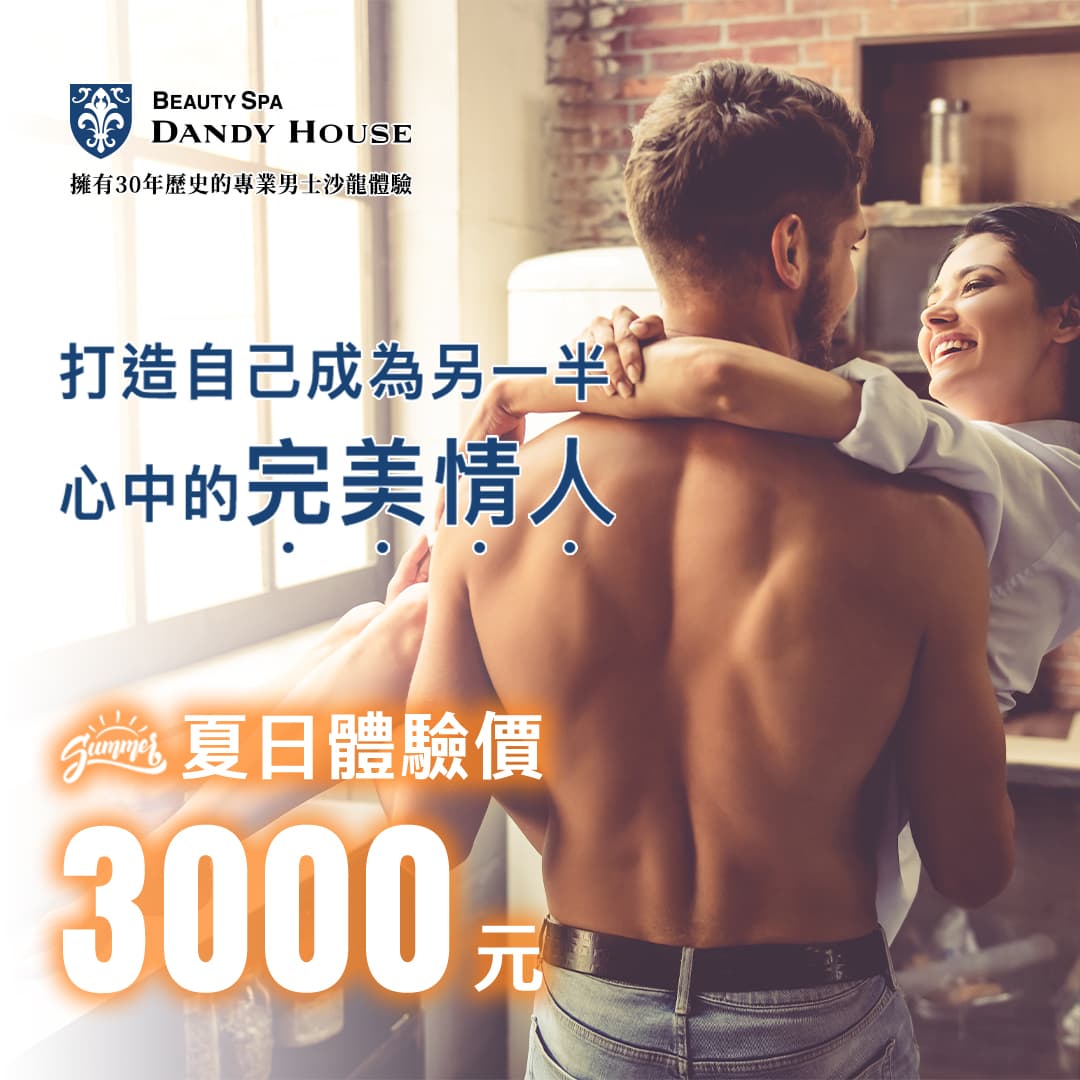 BEAUTY SPA
DANDY HOUSE
擁有30年歷史的專業男士沙龍體驗
打造自己成為另一半
心中的完美情人
Summer 夏日體驗價
3000元